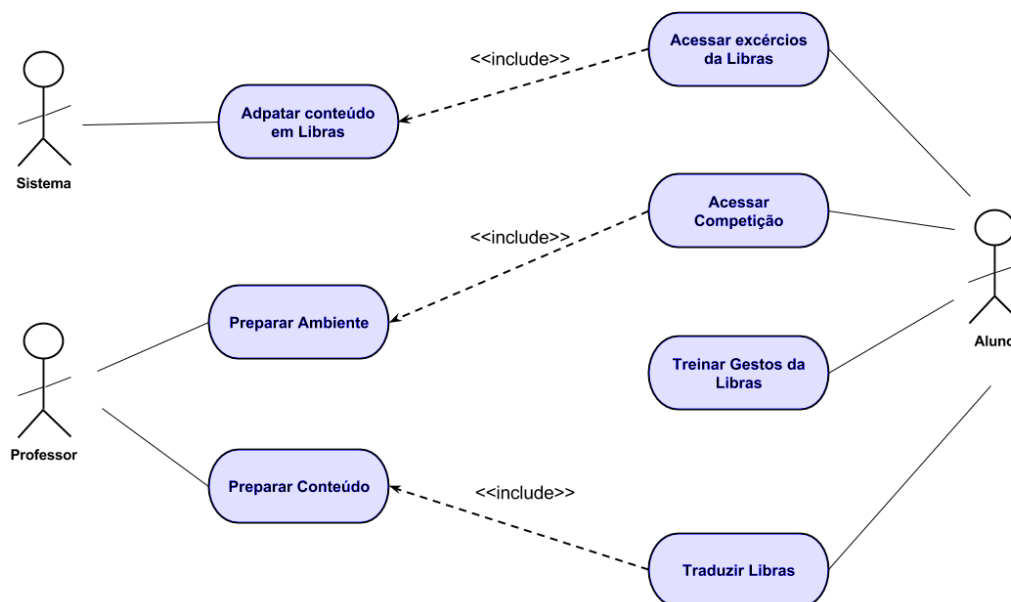 Acessar excércios
da Libras
<<include>>
Adpatar conteúdo
em Libras
Sistema
Acessar
Competição
<<include>>
Preparar Ambiente
Aluno
Treinar Gestos da
Libras
Professor
Preparar Conteúdo
<<include>>
Traduzir Libras